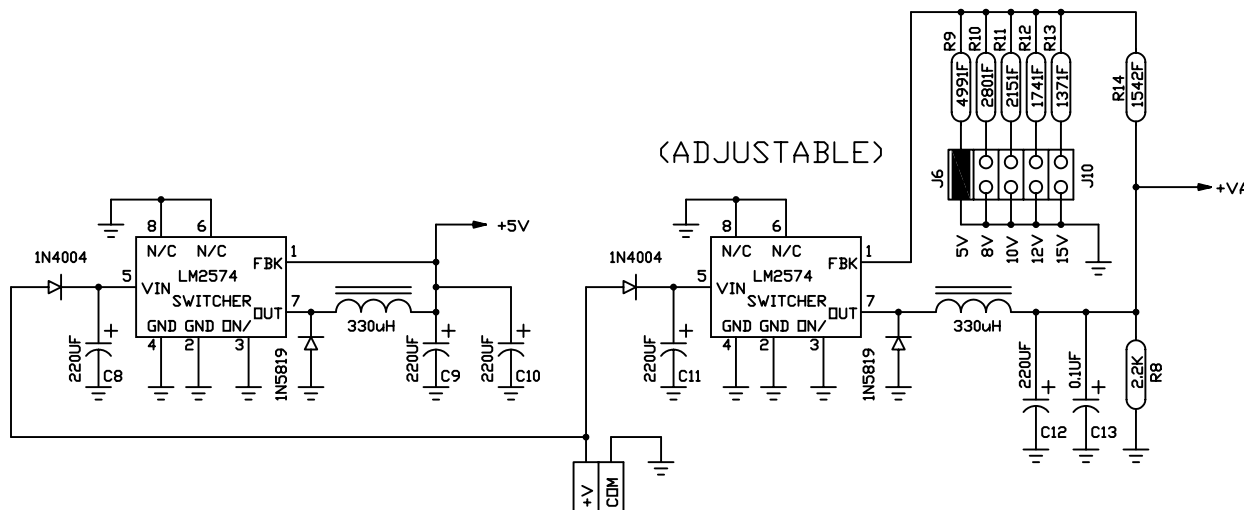 R9
R10
R11
R12
R13
4991F
2801F
2151F
1741F
1371F
R14
1542F
(ADJUSTABLE)
J6
J10
+VA
5V
8V
10V
12V
15V
8
6
N/C
N/C
1
+5V
1N4004
5
VIN
LM2574
FBK
SWITCHER
7
OUT
GND
GND
ON/
4
2
3
330uH
1N5819
220UF
+
C8
220UF
+
C9
220UF
+
C10
8
6
N/C
N/C
1
1N4004
5
VIN
LM2574
FBK
SWITCHER
7
OUT
GND
GND
ON/
4
2
3
330uH
1N5819
220UF
+
C11
220UF
+
C12
0.1UF
+
C13
2.2K
R8
+V
COM